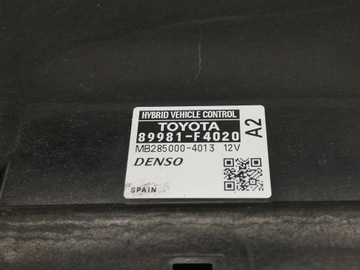 HYBRID VEHICLE CONTROL
TOYOTA
89981-F4020
A2
MB285000-4013 12V
DENSO
SPAIN